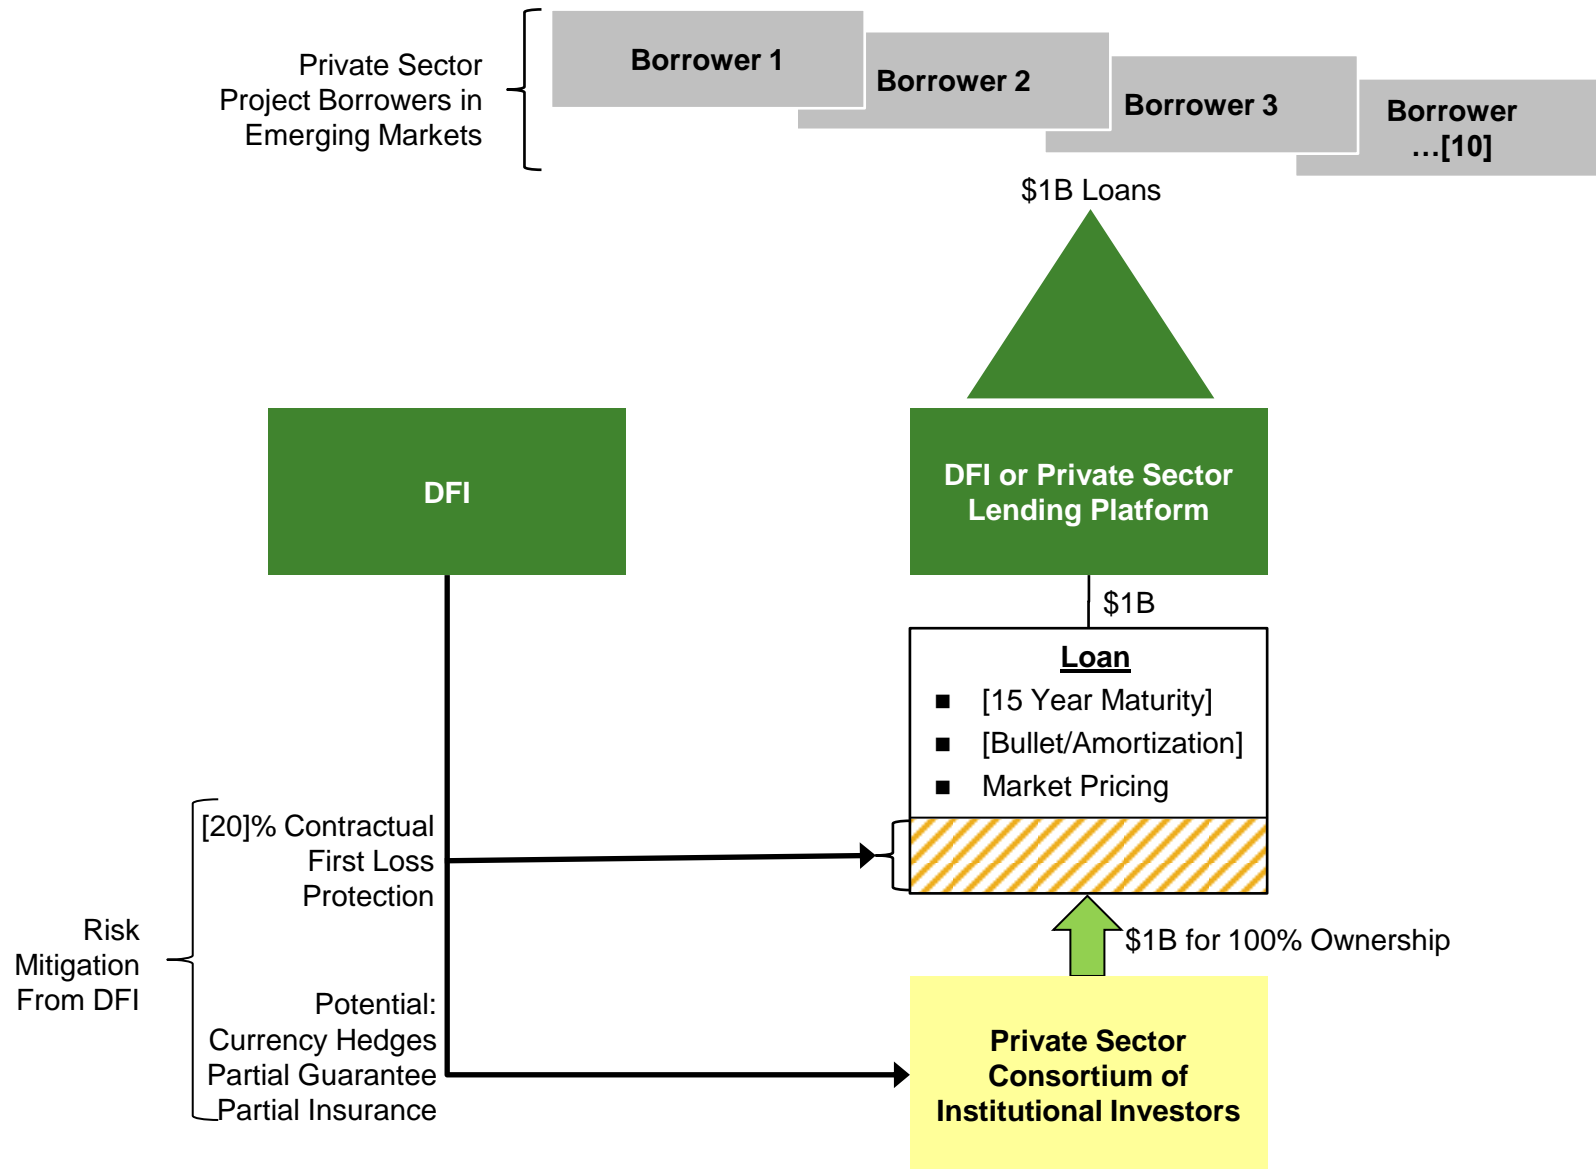 Private Sector
Project Borrowers in
Emerging Markets
Borrower 1
Borrower 2
Borrower 3
Borrower
…[10]
$1B Loans
DFI
DFI or Private Sector
Lending Platform
$1B
Loan
■ [15 Year Maturity]
■ [Bullet/Amortization]
■ Market Pricing
[20]% Contractual
First Loss
Protection
Risk
Mitigation
From DFI
$1B for 100% Ownership
Potential:
Currency Hedges
Partial Guarantee
Partial Insurance
Private Sector
Consortium of
Institutional Investors